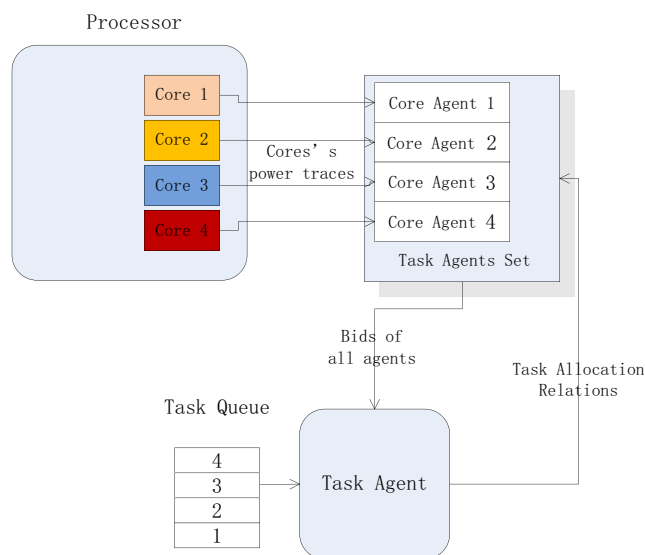 Processor
Core 1
Core 2
Core 3
Core 4
Cores’s
power traces
Core Agent 1
Core Agent 2
Core Agent 3
Core Agent 4
Task Agents Set
Bids of
all agents
Task Allocation
Relations
Task Queue
4
3
2
1
Task Agent